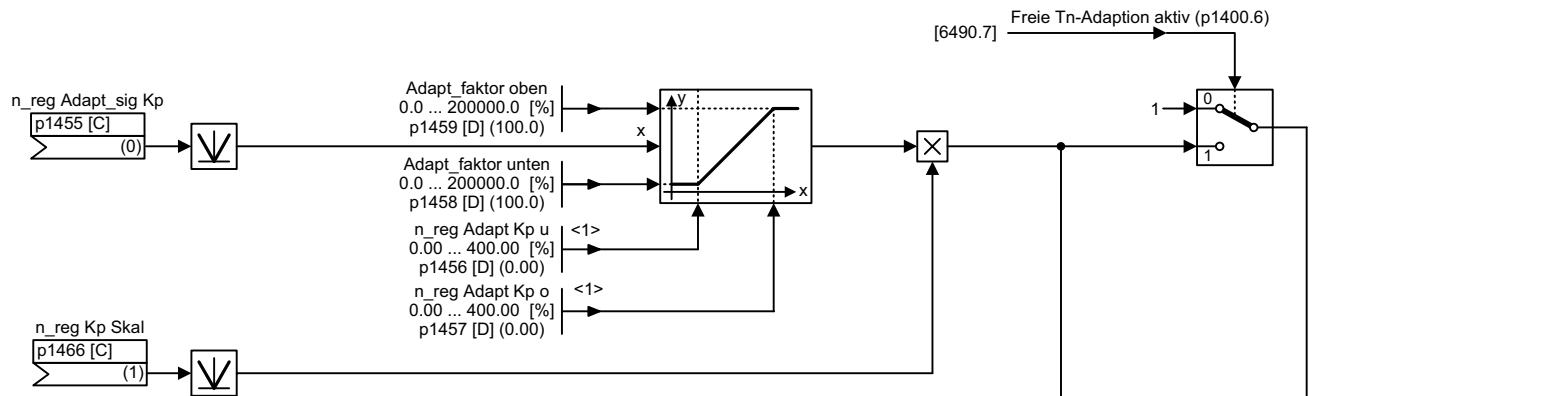 Freie Tn-Adaption aktiv (p1400.6)
[6490.7]
n_reg Adapt_sig Kp
p1455 [C]
(0)
Adapt_faktor oben
0.0 ... 200000.0 [%]
p1459 [D] (100.0)
x
Adapt_faktor unten
0.0 ... 200000.0 [%]
p1458 [D] (100.0)
y
x
1
0
1
n_reg Adapt Kp u <1>
0.00 ... 400.00 [%]
p1456 [D] (0.00)
n_reg Adapt Kp o <1>
0.00 ... 400.00 [%]
p1457 [D] (0.00)
n_reg Kp Skal
p1466 [C]
(1)